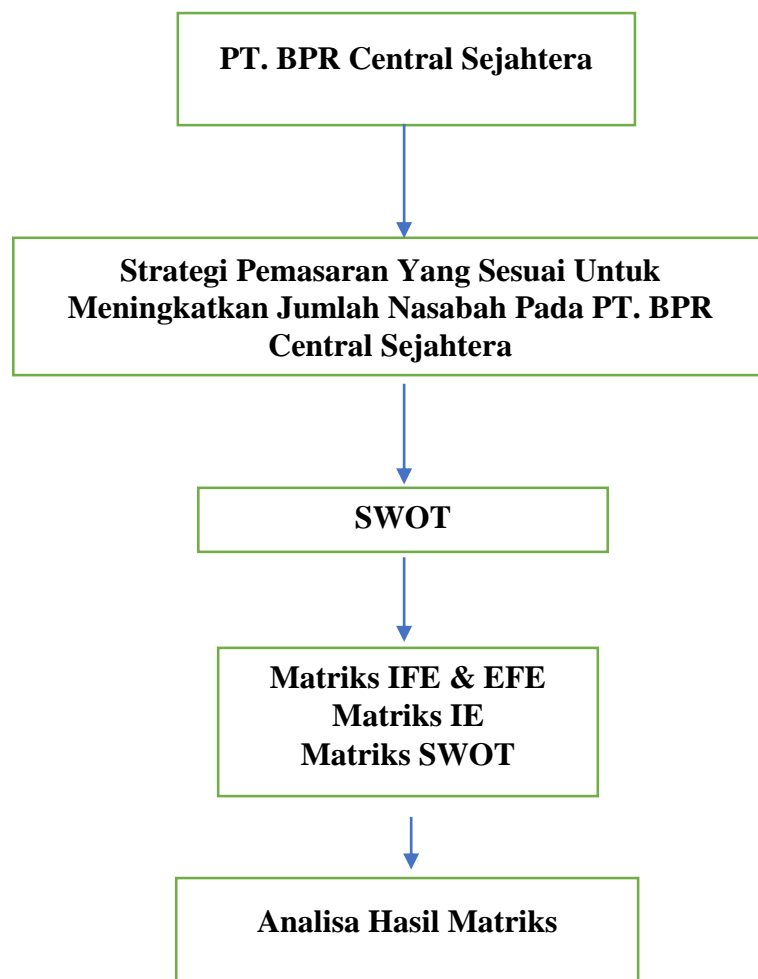 PT. BPR Central Sejahtera
Strategi Pemasaran Yang Sesuai Untuk
Meningkatkan Jumlah Nasabah Pada PT. BPR
Central Sejahtera
SWOT
Matriks IFE & EFE
Matriks IE
Matriks SWOT
Analisa Hasil Matriks